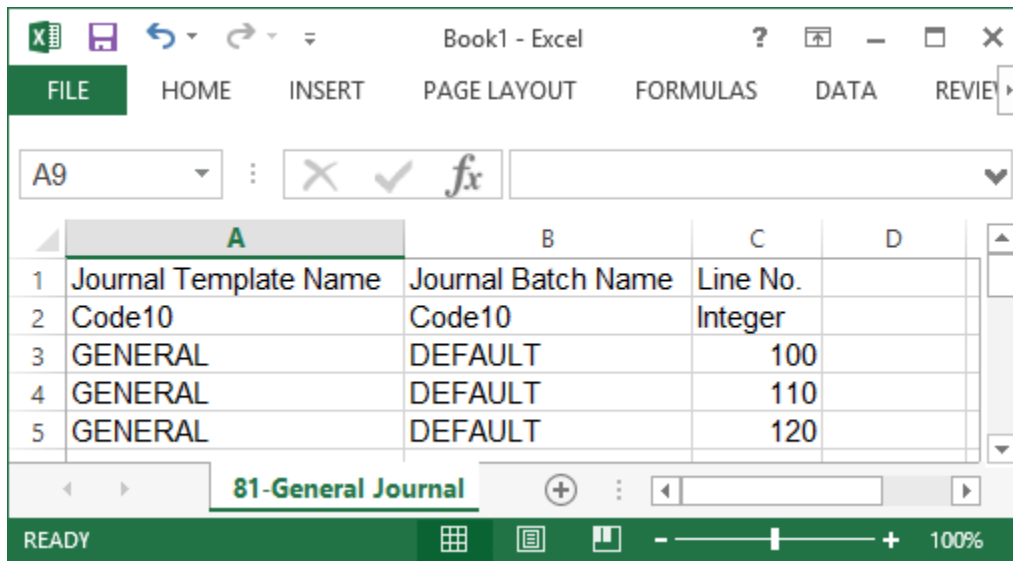 Book1 - Excel ?
FILE HOME INSERT PAGE LAYOUT FORMULAS DATA REVIE
A9 fx
A B C D
1 Journal Template Name Journal Batch Name Line No.
2 Code10 Code10 Integer
3 GENERAL DEFAULT 100
4 GENERAL DEFAULT 110
5 GENERAL DEFAULT 120
81-General Journal
READY 100%